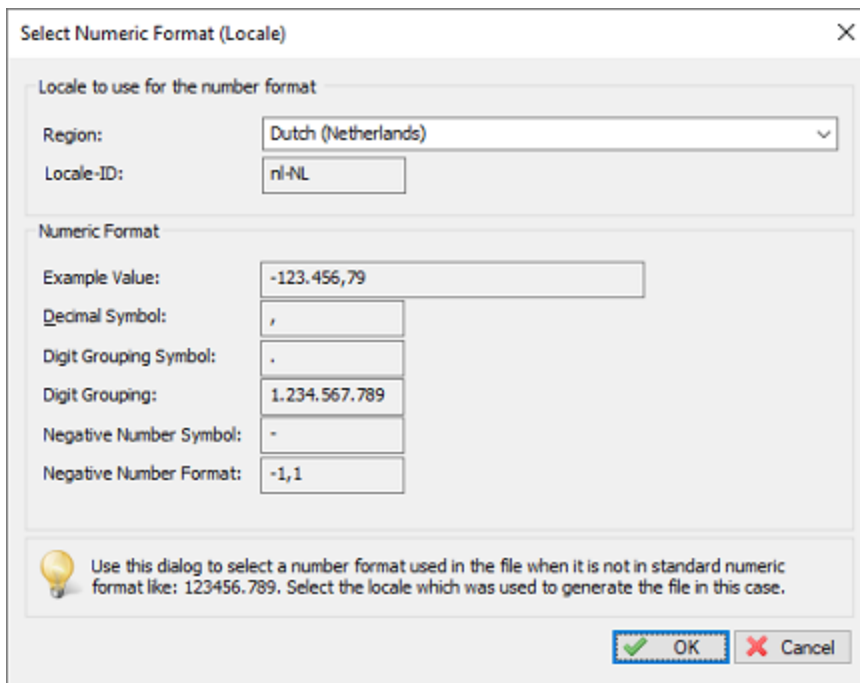 Select Numeric Format (Locale)
Locale to use for the number format
Region: Dutch (Netherlands)
Locale-ID: nl-NL
Numeric Format
Example Value: -123.456,79
Decimal Symbol: ,
Digit Grouping Symbol: .
Digit Grouping: 1.234.567.789
Negative Number Symbol: -
Negative Number Format: -1,1
Use this dialog to select a number format used in the file when it is not in standard numeric
format like: 123456.789. Select the locale which was used to generate the file in this case.
OK Cancel